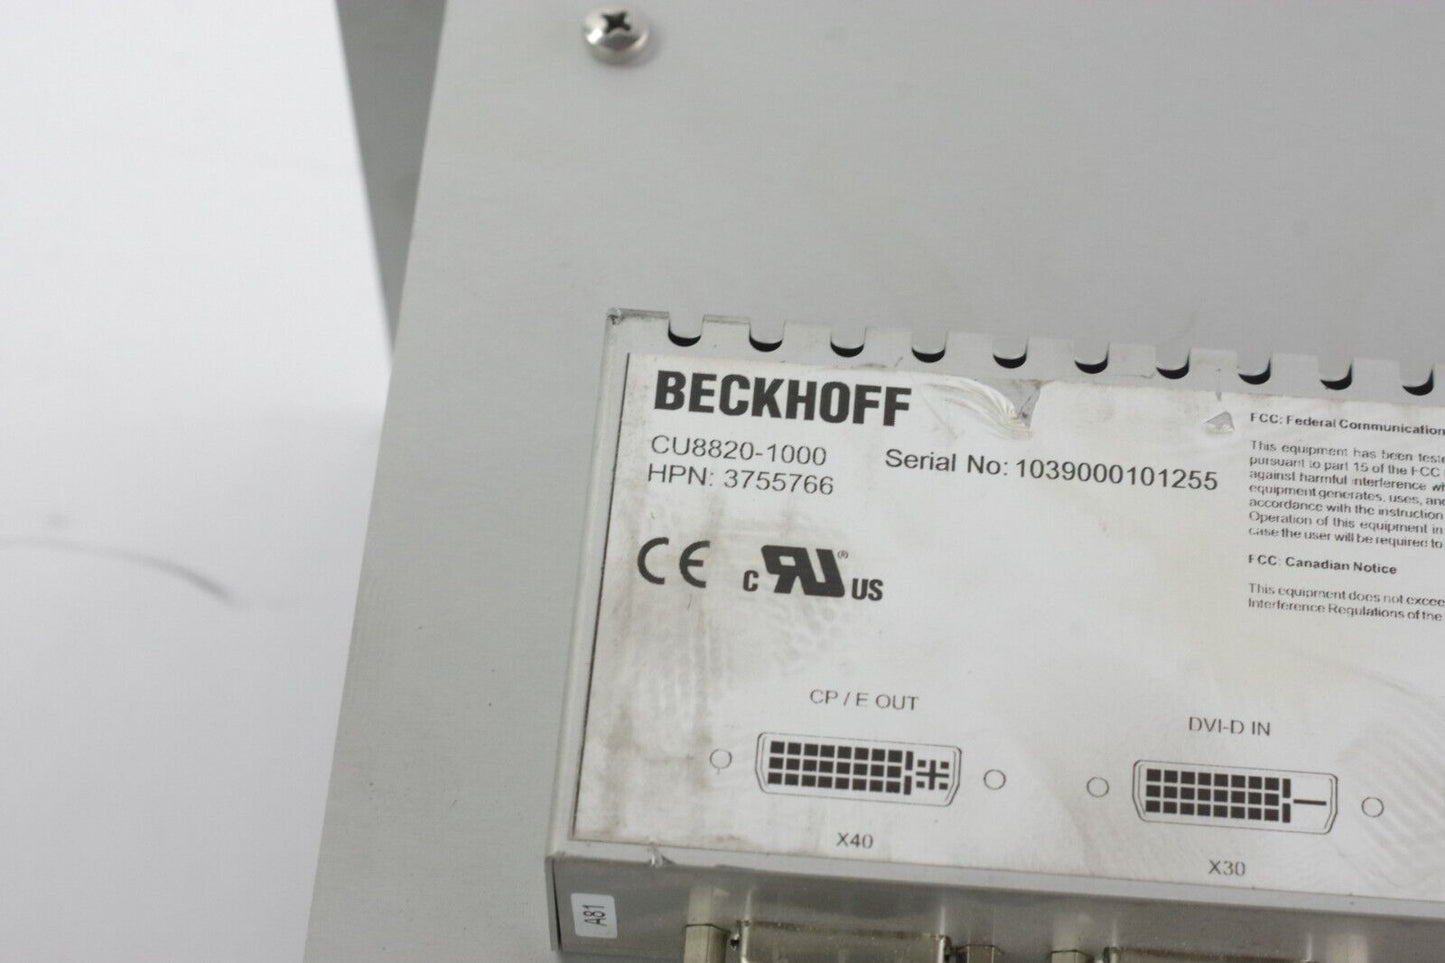 BECKHOFF
CU8820-1000
HPN: 3755766
Serial No: 1039000101255
CE
C RU ® US
FCC: Federal Communication
This equipment has been teste
pursuant to part 15 of the FCC
against harmful interference wh
equipment generates, uses, and
accordance with the instruction
Operation of this equipment in
case the user will be required to
FCC: Canadian Notice
This equipment does not excee
Interference Regulations of the
CP / E OUT
DVI-D IN
X40
X30
A81